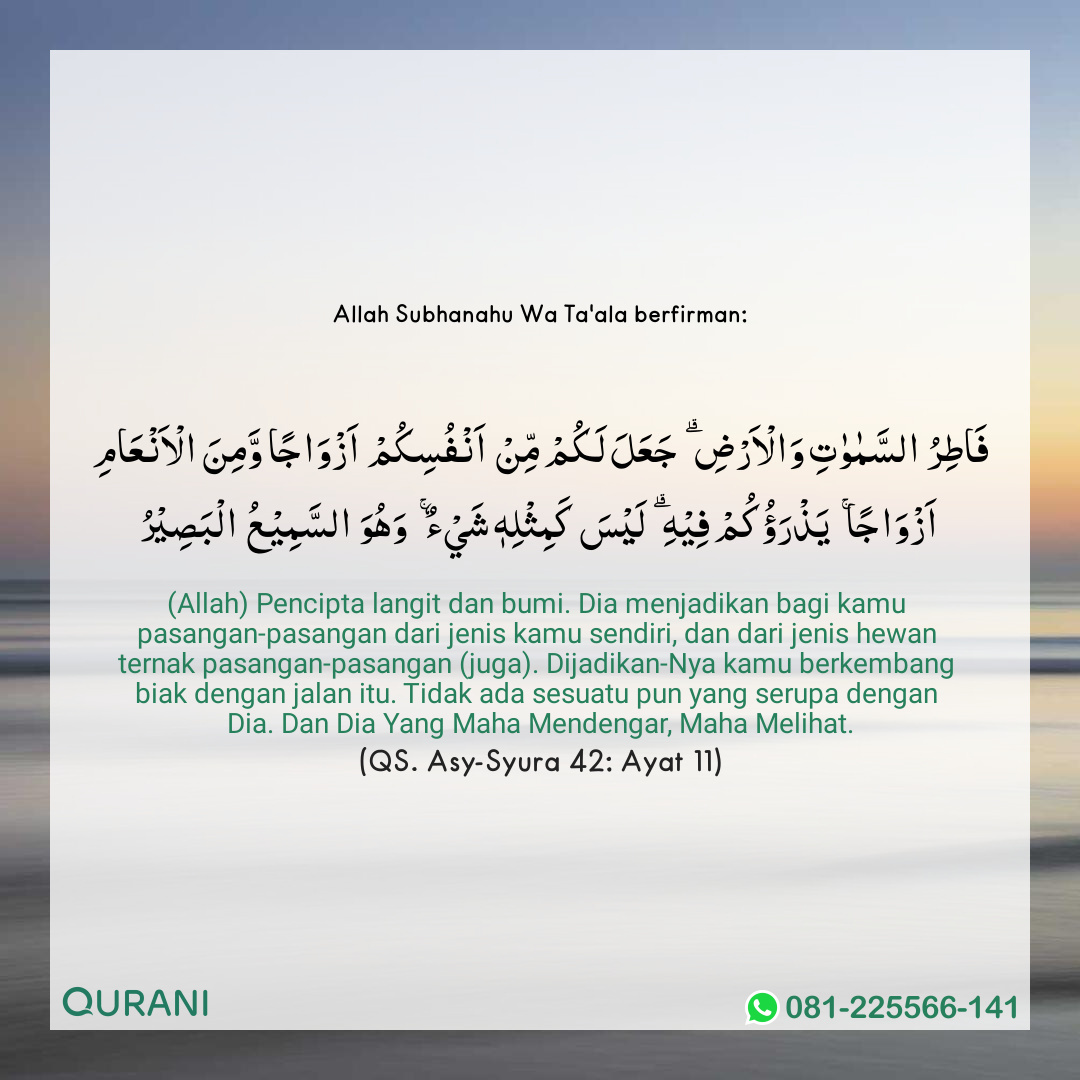 Allah Subhanahu Wa Ta'ala berfirman:
فَاطِرُ السَّمٰوٰتِ وَالْاَرْضِ ۗ جَعَلَ لَـكُمْ مِّنْ اَنْفُسِكُمْ اَزْوَا جًا وَّ مِنَ الْاَ نْعَا مِ
اَزْوَا جًا ۚ يَذْرَؤُكُمْ فِيْهِ ۗ لَيْسَ كَمِثْلِهٖ شَيْءٌ ۚ وَهُوَ السَّمِيْعُ الْبَصِيْرُ
(Allah) Pencipta langit dan bumi. Dia menjadikan bagi kamu
pasangan-pasangan dari jenis kamu sendiri, dan dari jenis hewan
ternak pasangan-pasangan (juga). Dijadikan-Nya kamu berkembang
biak dengan jalan itu. Tidak ada sesuatu pun yang serupa dengan
Dia. Dan Dia Yang Maha Mendengar, Maha Melihat.
(QS. Asy-Syura 42: Ayat 11)
QURANI
081-225566-141